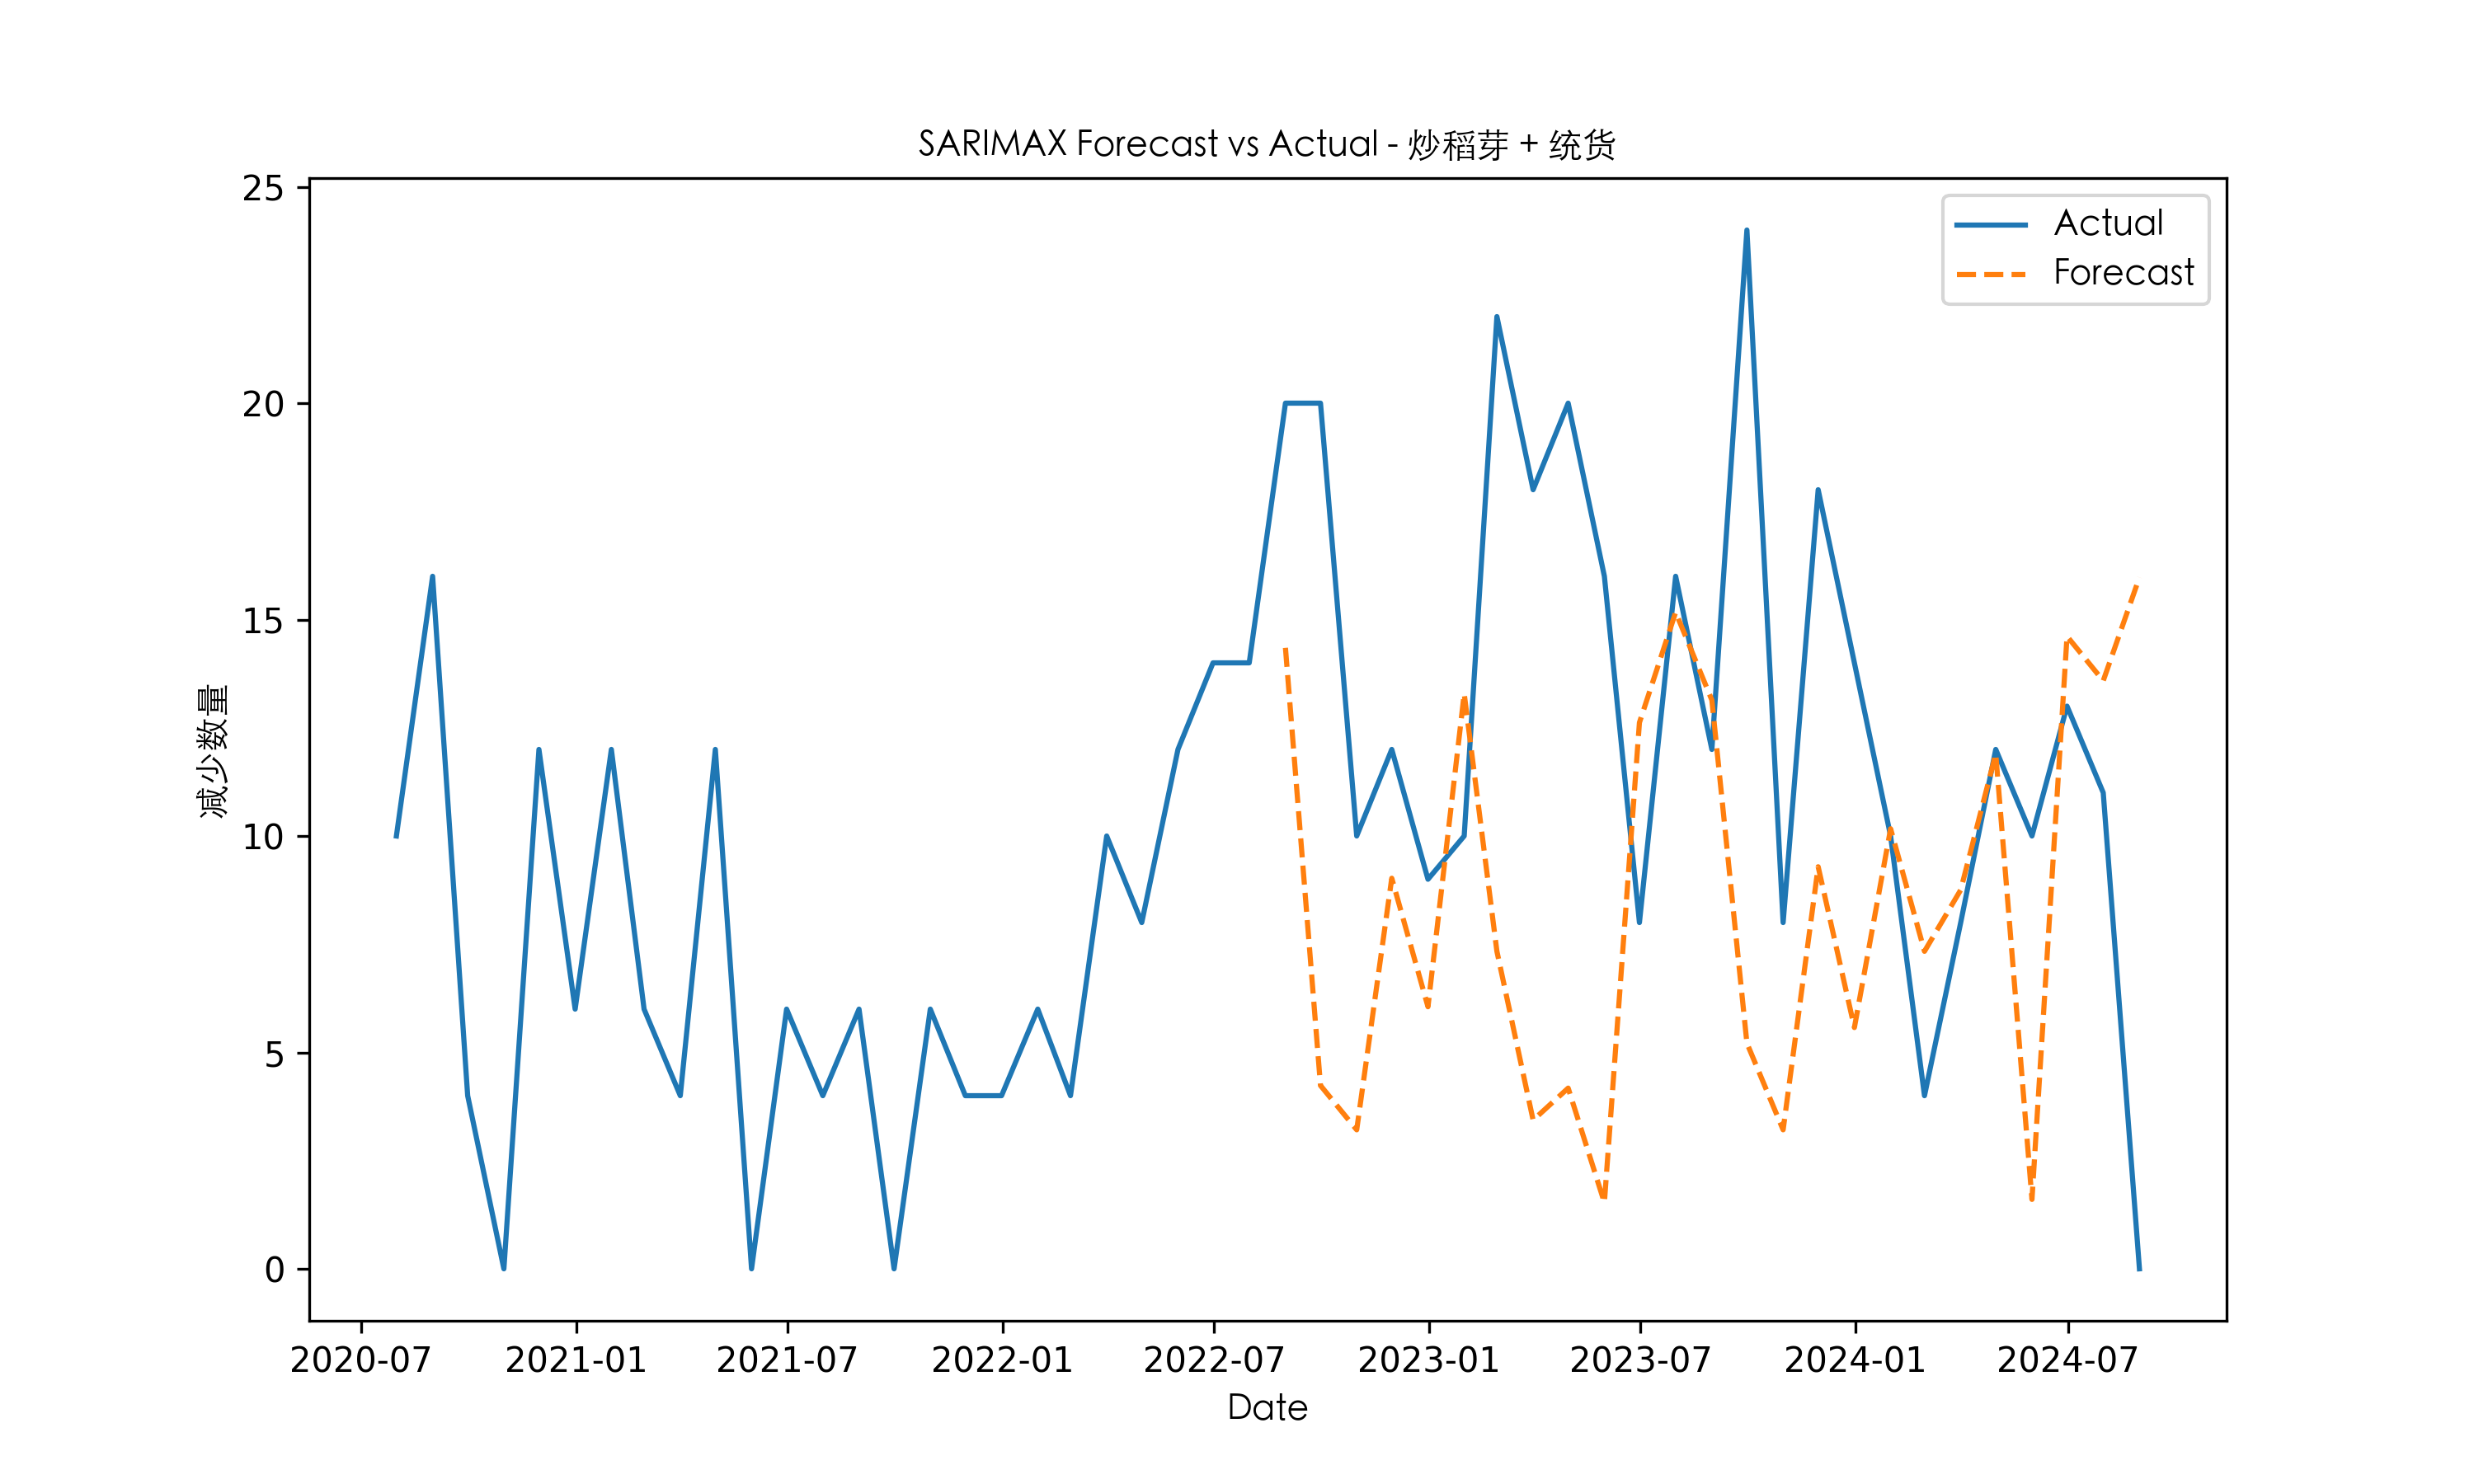 SARIMAX Forecast vs Actual - 炒稻芽 + 统货
Actual
Forecast
减少数量
25
20
15
10
5
0
2020-07 2021-01 2021-07 2022-01 2022-07 2023-01 2023-07 2024-01 2024-07
Date